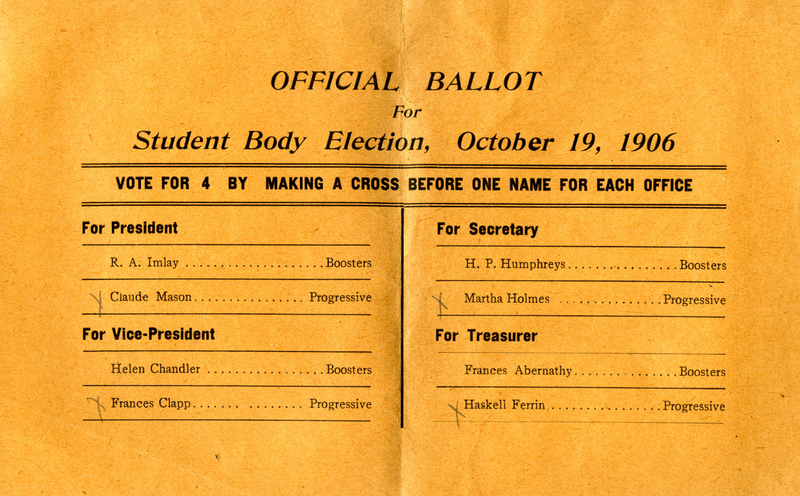 OFFICIAL BALLOT
For
Student Body Election, October 19, 1906
VOTE FOR 4 BY MAKING A CROSS BEFORE ONE NAME FOR EACH OFFICE
For President
R. A. Imlay ....................Boosters
x Claude Mason................ Progressive
For Vice-President
Helen Chandler .................Boosters
x Frances Clapp....... ......... Progressive
For Secretary
H. P. Humphreys................Boosters
x Martha Holmes ...............Progressive
For Treasurer
Frances Abernathy...............Boosters
x Haskell Ferrin................Progressive